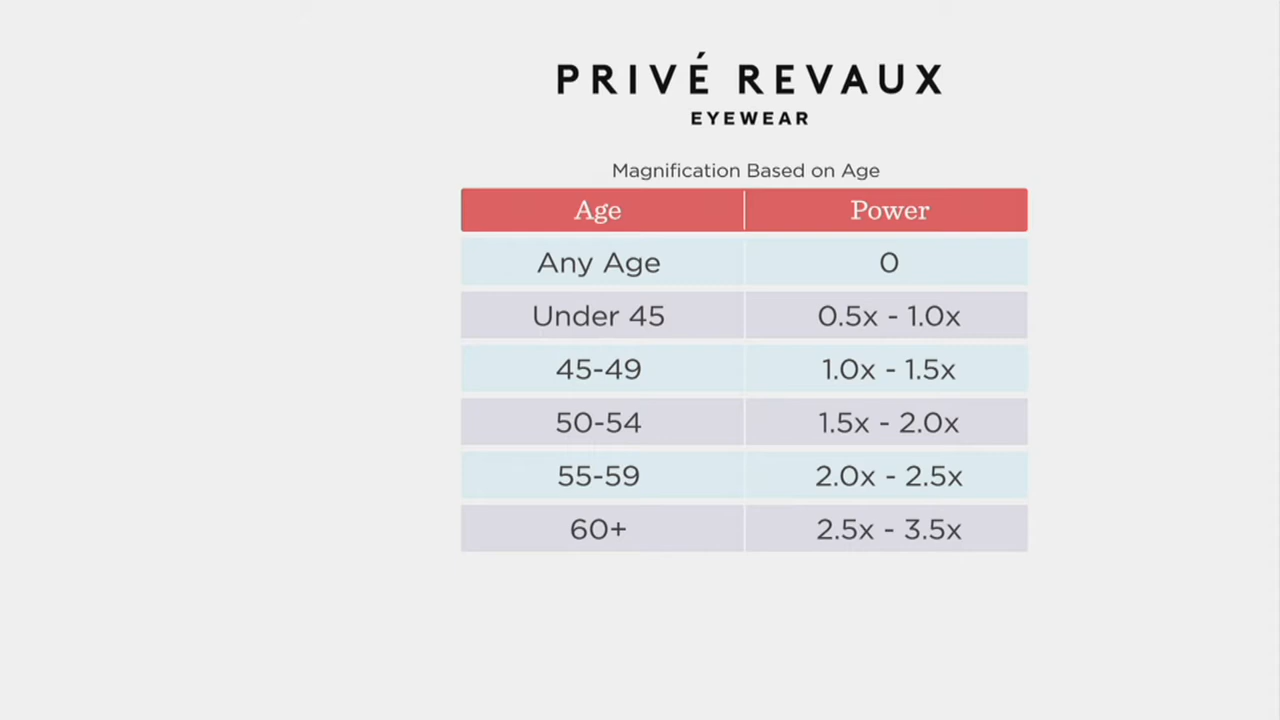 PRIVÉ REVAUX
EYEWEAR
Magnification Based on Age
Age Power
Any Age 0
Under 45 0.5x - 1.0x
45-49 1.0x - 1.5x
50-54 1.5x - 2.0x
55-59 2.0x - 2.5x
60+ 2.5x - 3.5x